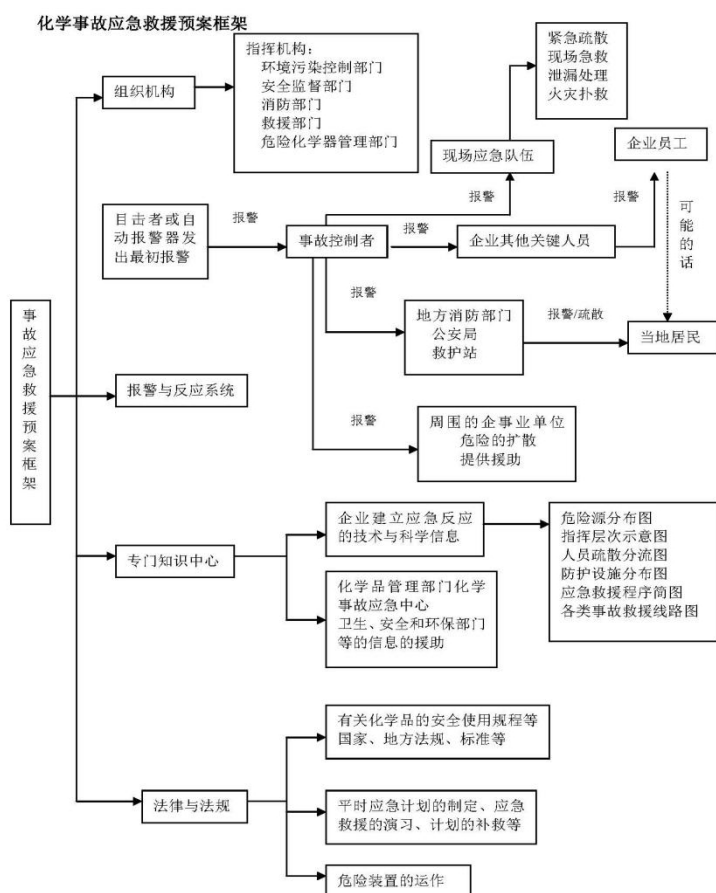 化学事故应急救援预案框架
组织机构
指挥机构：
环境污染控制部门
安全监督部门
消防部门
救援部门
危险化学器管理部门
紧急疏散
现场急救
泄漏处理
火灾扑救
现场应急队伍
企业员工
报警
报警
可能的话
目击者或自
动报警器发
出最初报警
报警
事故控制者
报警
企业其他关键人员
报警
地方消防部门
公安局
救护站
报警/疏散
当地居民
事故应急救援预案框架
报警与反应系统
报警
周围的企事业单位
危险的扩散
提供援助
专门知识中心
企业建立应急反应
的技术与科学信息
危险源分布图
指挥层次示意图
人员疏散分流图
防护设施分布图
应急救援程序简图
各类事故救援线路图
化学品管理部门化学
事故应急中心
卫生、安全和环保部门
等的信息的援助
法律与法规
有关化学品的安全使用规程等
国家、地方法规、标准等
平时应急计划的制定、应急
救援的演习、计划的补救等
危险装置的运作